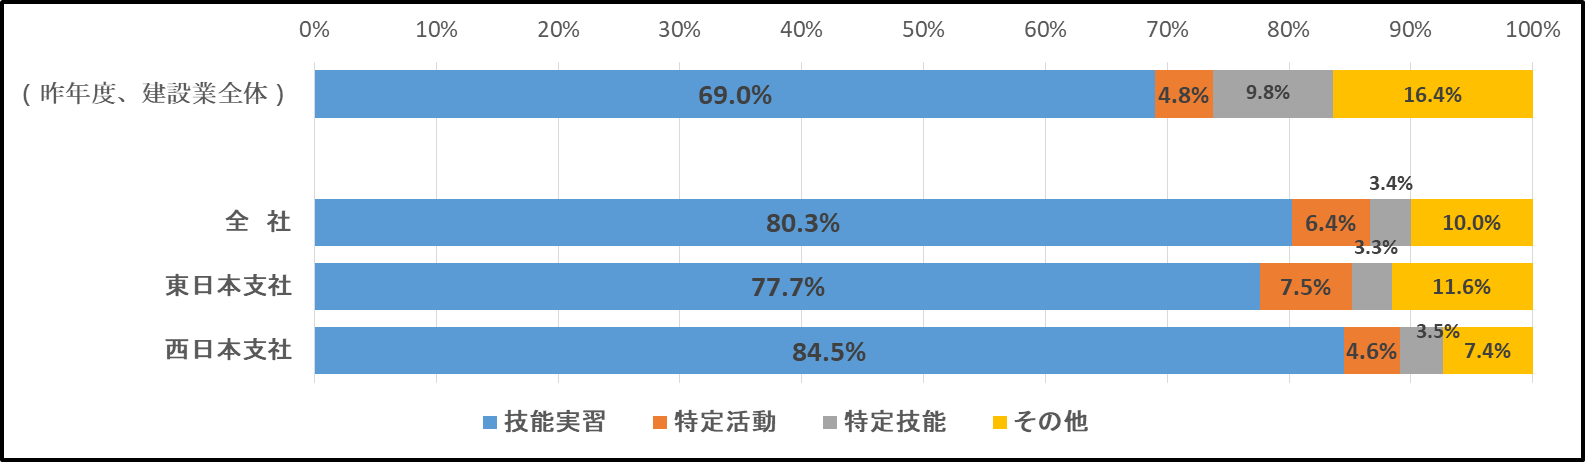 0% 10% 20% 30% 40% 50% 60% 70% 80% 90% 100%
(昨年度、建設業全体) 69.0% 4.8% 9.8% 16.4%
3.4%
全 社 80.3% 6.4% 10.0%
3.3%
東日本支社 77.7% 7.5% 11.6%
3.5%
西日本支社 84.5% 4.6% 7.4%
技能実習 特定活動 特定技能 その他